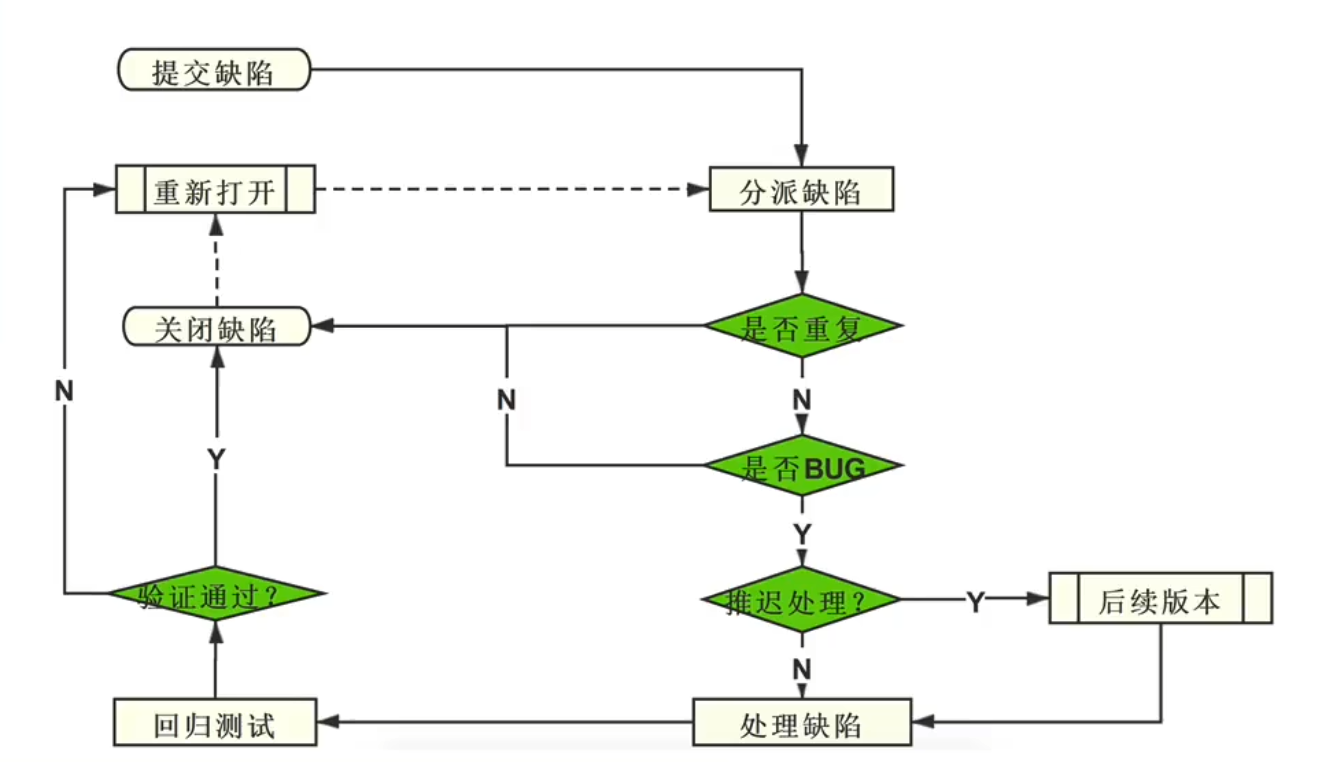 提交缺陷
重新打开
分派缺陷
关闭缺陷
是否重复
N
N
N
Y
是否BUG
Y
验证通过?
推迟处理?
Y
后续版本
N
回归测试
处理缺陷